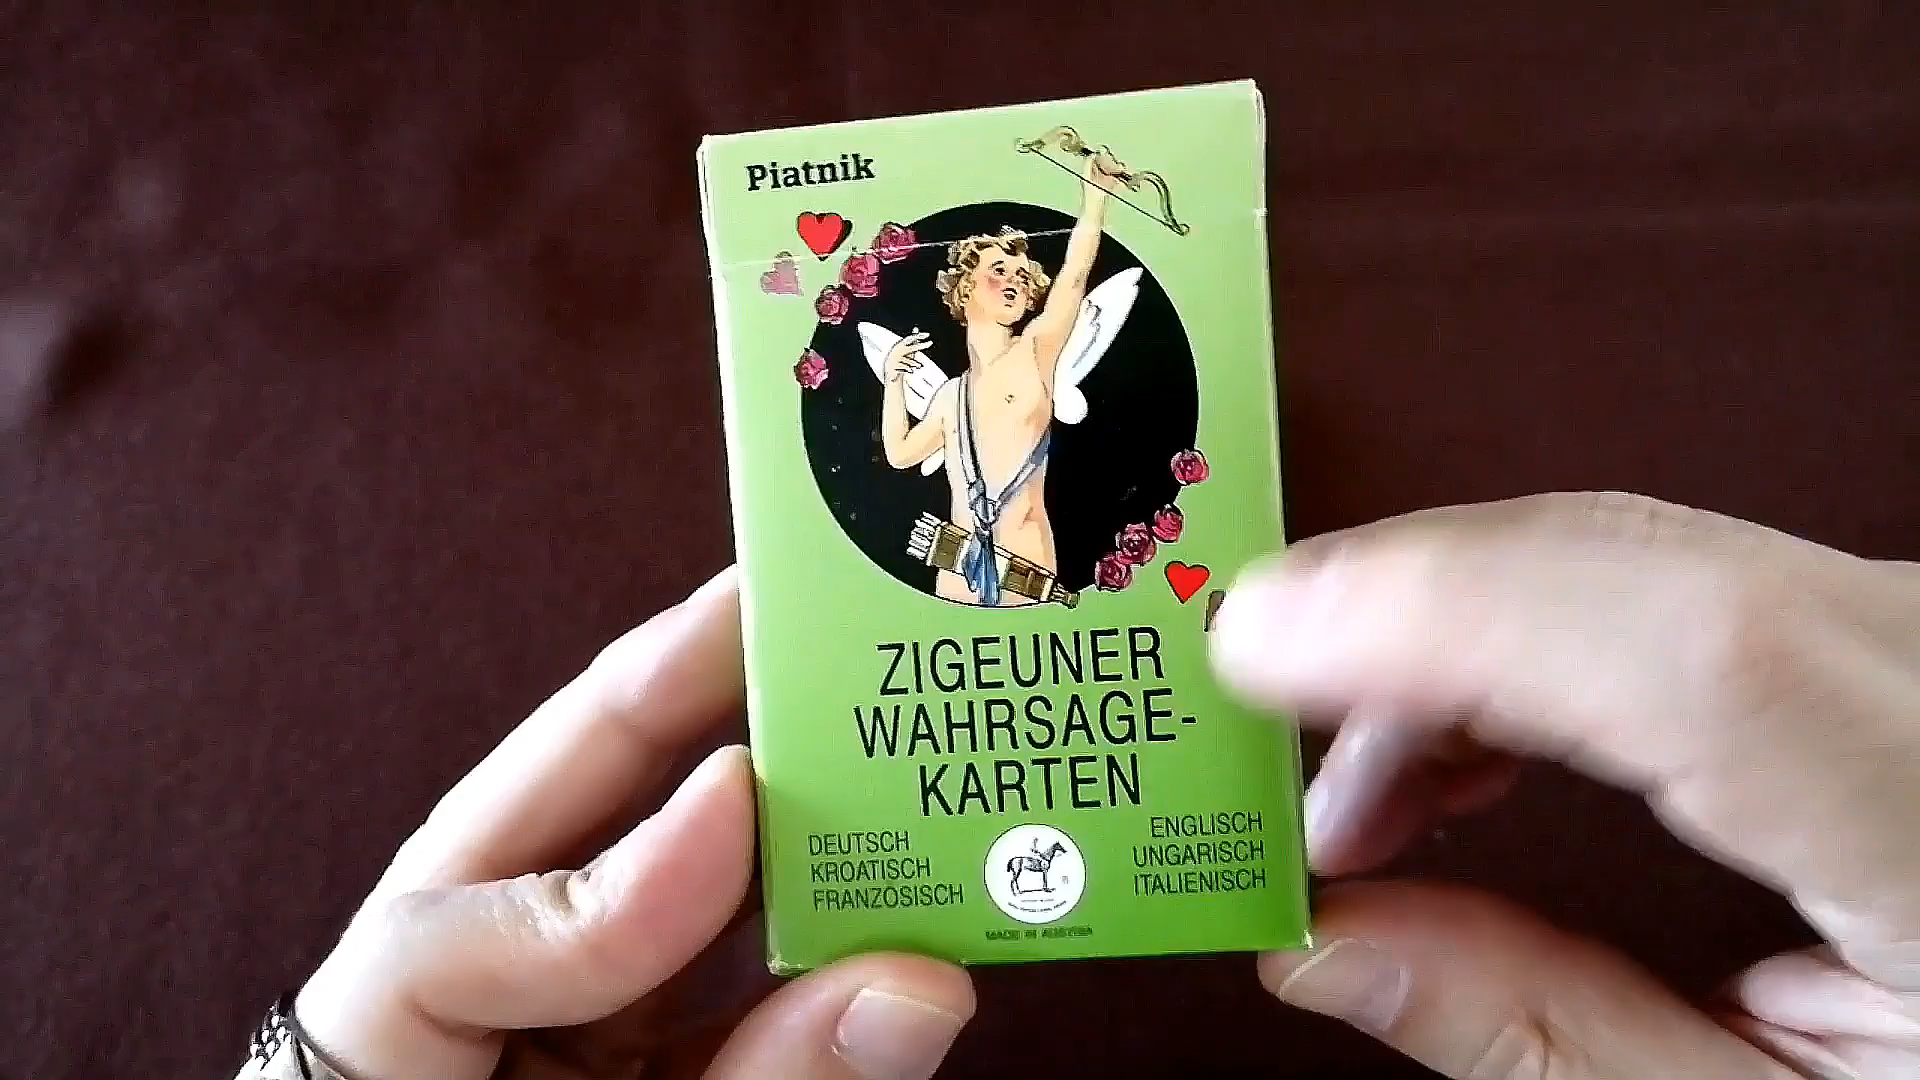 Piatnik
ZIGEUNER
WAHRSAGE-
KARTEN
DEUTSCH
KROATISCH
FRANZOSISCH
ENGLISCH
UNGARISCH
ITALIENISCH
MADE IN AUSTRIA